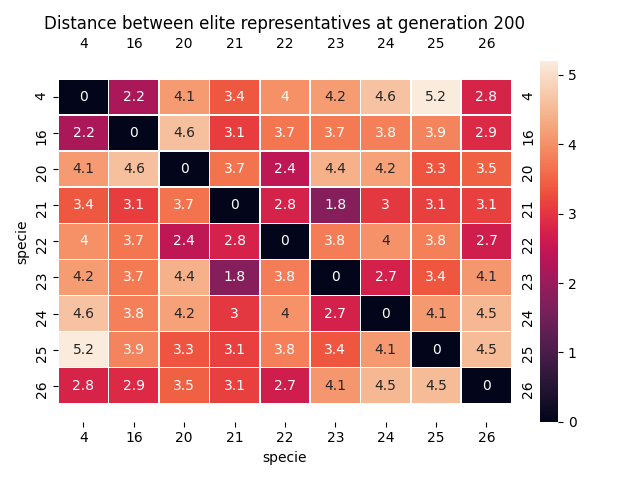 Distance between elite representatives at generation 200
4 16 20 21 22 23 24 25 26
4 0 2.2 4.1 3.4 4 4.2 4.6 5.2 2.8 4
16 2.2 0 4.6 3.1 3.7 3.7 3.8 3.9 2.9 16
20 4.1 4.6 0 3.7 2.4 4.4 4.2 3.3 3.5 20
21 3.4 3.1 3.7 0 2.8 1.8 3 3.1 3.1 21
22 4 3.7 2.4 2.8 0 3.8 4 3.8 2.7 22
23 4.2 3.7 4.4 1.8 3.8 0 2.7 3.4 4.1 23
24 4.6 3.8 4.2 3 4 2.7 0 4.1 4.5 24
25 5.2 3.9 3.3 3.1 3.8 3.4 4.1 0 4.5 25
26 2.8 2.9 3.5 3.1 2.7 4.1 4.5 4.5 0 26
4 16 20 21 22 23 24 25 26
specie
specie
5
4
3
2
1
0